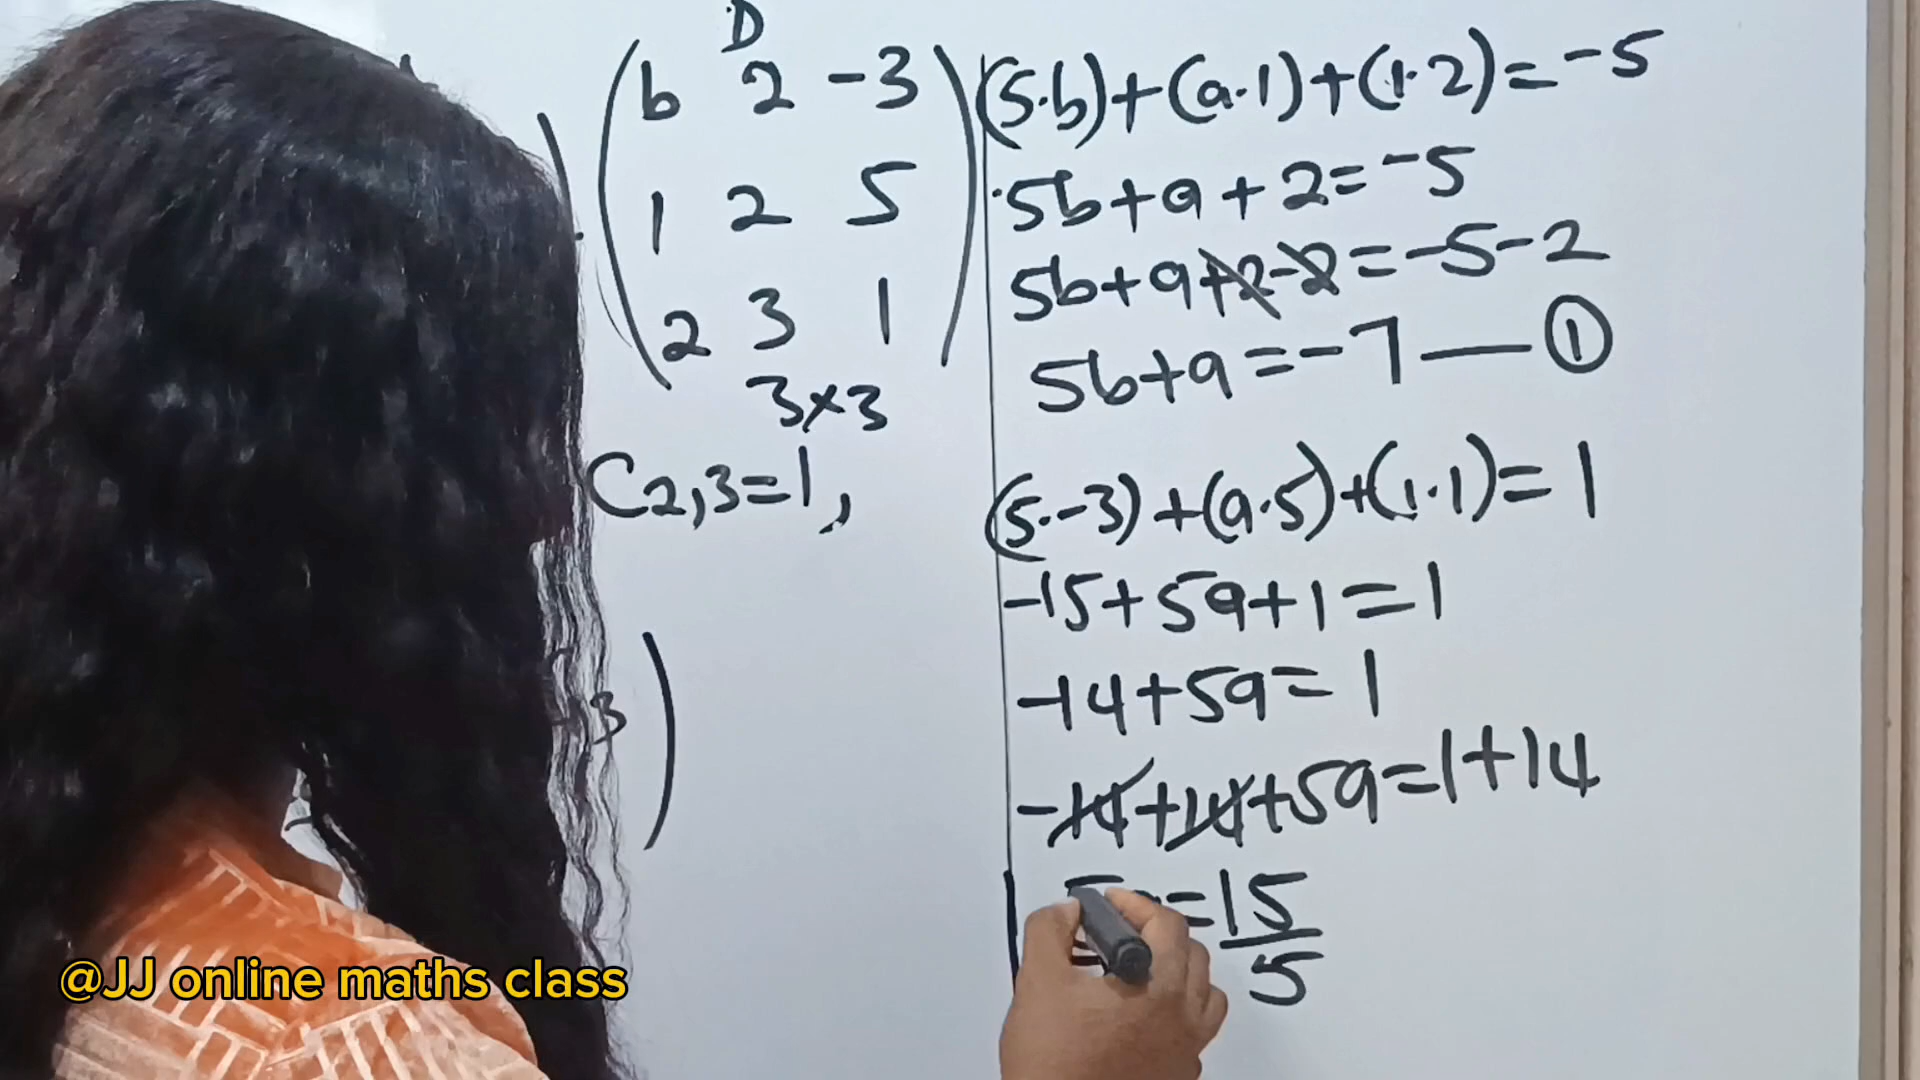 D
b 2 -3
1 2 5
2 3 1
3×3
C2,3=1,
3
(5·b)+(a·1)+(1·2)=-5
5b+a+2=-5
5b+a+2-2=-5-2
5b+a=-7 — ①
(5·-3)+(a·5)+(1·1)=1
-15+5a+1=1
-14+5a=1
-14+14+5a=1+14
=15
5
@JJ online maths class